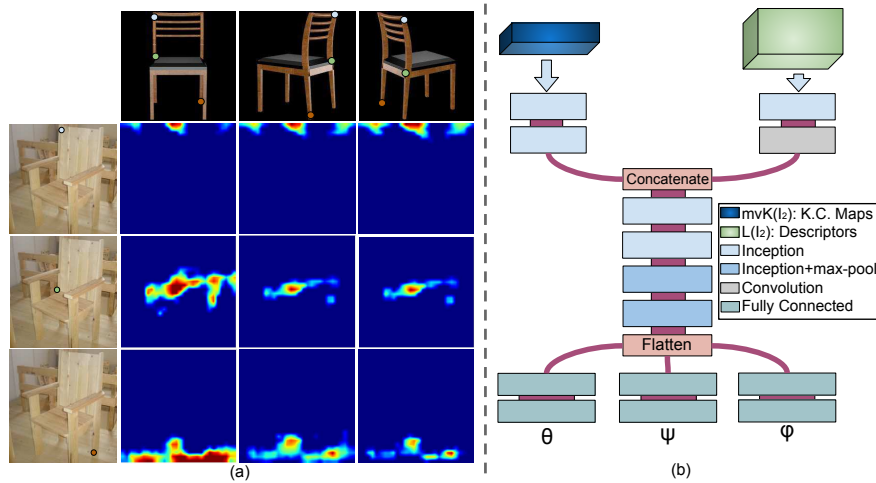 (a)
Concatenate
Flatten
θ
ψ
φ
mvK(I₂): K.C. Maps
L(I₂): Descriptors
Inception
Inception+max-pool
Convolution
Fully Connected
(b)